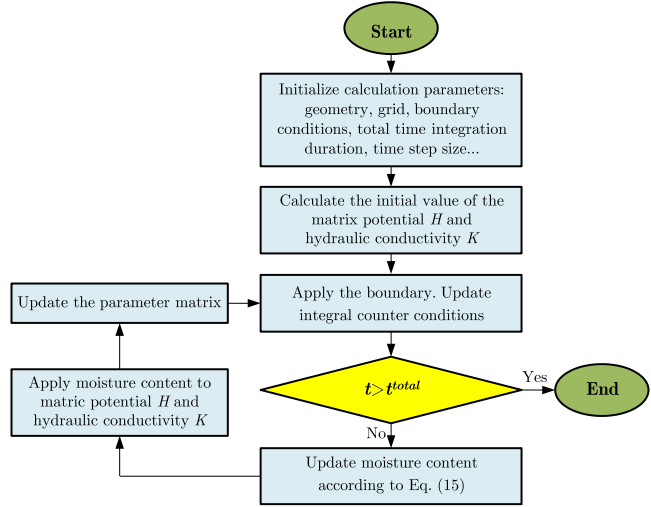 Start
Initialize calculation parameters:
geometry, grid, boundary
conditions, total time integration
duration, time step size...
Calculate the initial value of the
matrix potential H and
hydraulic conductivity K
Update the parameter matrix
Apply the boundary. Update
integral counter conditions
t>t^total
Yes
End
Apply moisture content to
matric potential H and
hydraulic conductivity K
No
Update moisture content
according to Eq. (15)